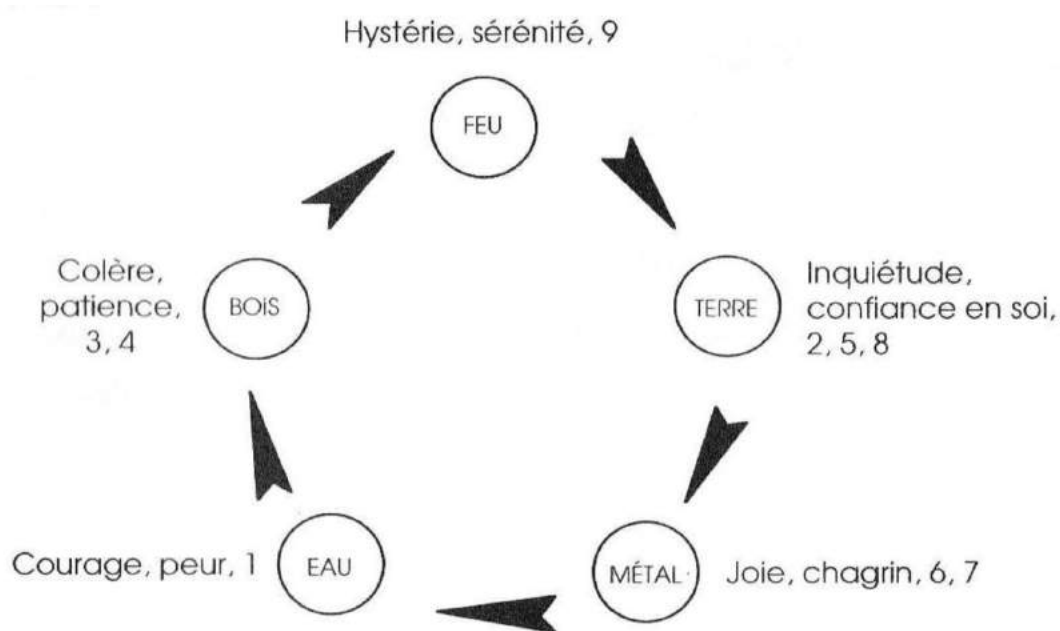 Hystérie, sérénité, 9
FEU
Colère,
patience,
3, 4
BOiS
TERRE
Inquiétude,
confiance en soi,
2, 5, 8
Courage, peur, 1
EAU
MÉTAL
Joie, chagrin, 6, 7